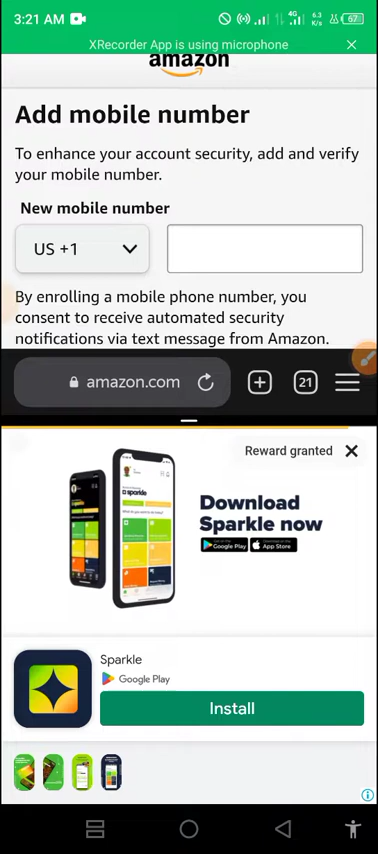 3:21 AM
4G
6.3
K/s
67
XRecorder App is using microphone
amazon
Add mobile number
To enhance your account security, add and verify
your mobile number.
New mobile number
US +1
By enrolling a mobile phone number, you
consent to receive automated security
notifications via text message from Amazon.
amazon.com
21
Reward granted
sparkle
Download
Sparkle now
Google Play
App Store
Sparkle
Google Play
Install